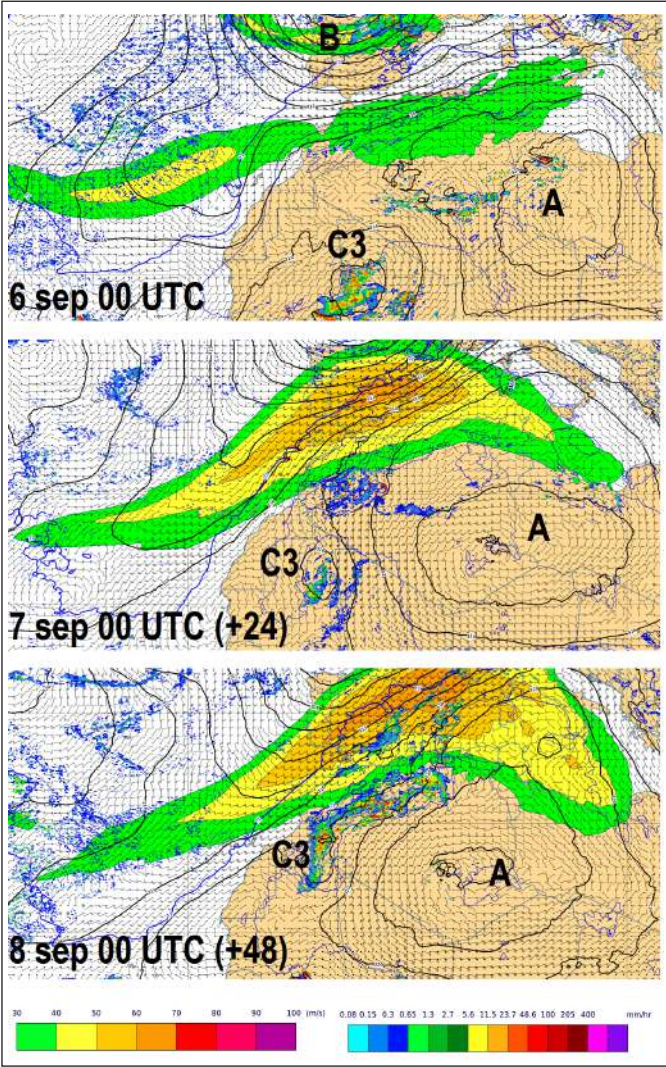 B
A
C3
6 sep 00 UTC
A
C3
7 sep 00 UTC (+24)
C3
A
8 sep 00 UTC (+48)
30 40 50 60 70 80 90 100 (m/s)
0.08 0.15 0.3 0.65 1.3 2.7 5.6 11.5 23.7 48.6 100 205 400 mm/hr